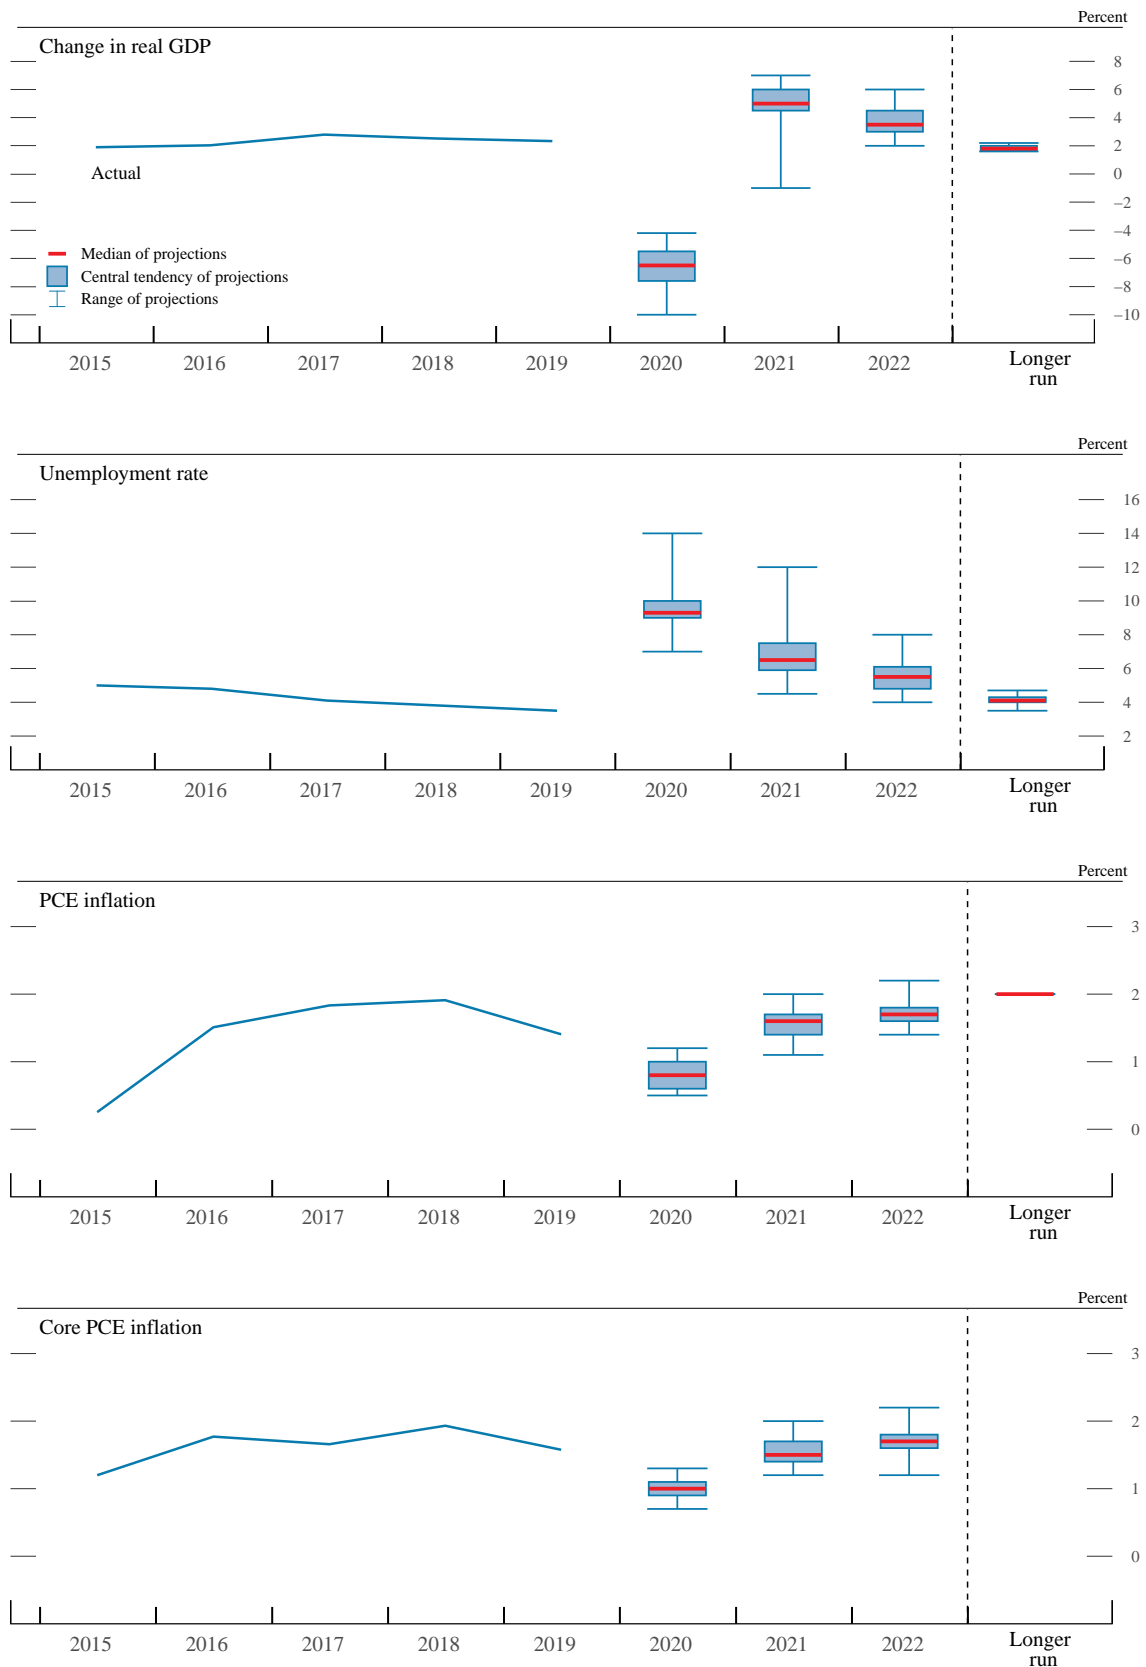 Percent
Change in real GDP
8
6
4
2
0
−2
−4
−6
−8
−10
Actual
Median of projections
Central tendency of projections
Range of projections
2015 2016 2017 2018 2019 2020 2021 2022 Longer
run
Percent
Unemployment rate
16
14
12
10
8
6
4
2
2015 2016 2017 2018 2019 2020 2021 2022 Longer
run
Percent
PCE inflation
3
2
1
0
2015 2016 2017 2018 2019 2020 2021 2022 Longer
run
Percent
Core PCE inflation
3
2
1
0
2015 2016 2017 2018 2019 2020 2021 2022 Longer
run